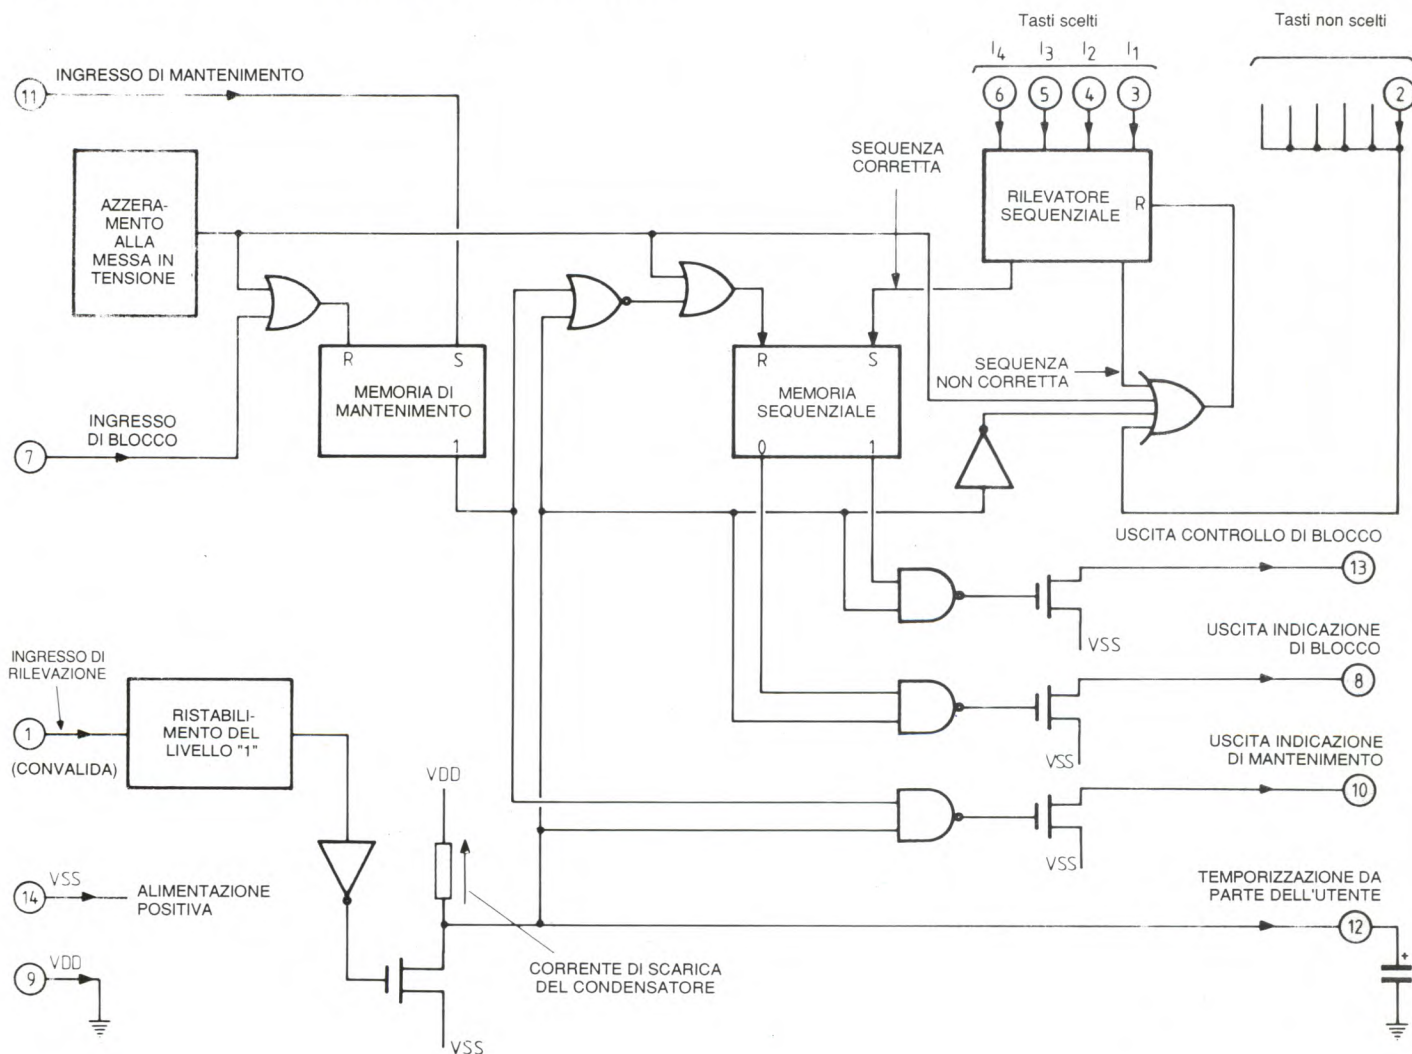 Tasti scelti
Tasti non scelti
I4 I3 I2 I1
6 5 4 3
2
11
INGRESSO DI MANTENIMENTO
AZZERA-
MENTO
ALLA
MESSA IN
TENSIONE
SEQUENZA
CORRETTA
RILEVATORE
SEQUENZIALE
R
R S
MEMORIA DI
MANTENIMENTO
1
R S
MEMORIA
SEQUENZIALE
0 1
SEQUENZA
NON CORRETTA
INGRESSO
DI BLOCCO
7
USCITA CONTROLLO DI BLOCCO
13
VSS
USCITA INDICAZIONE
DI BLOCCO
8
VSS
USCITA INDICAZIONE
DI MANTENIMENTO
10
VSS
INGRESSO DI
RILEVAZIONE
1
(CONVALIDA)
RISTABILI-
MENTO DEL
LIVELLO "1"
VDD
14
VSS
ALIMENTAZIONE
POSITIVA
9
VDD
CORRENTE DI SCARICA
DEL CONDENSATORE
VSS
TEMPORIZZAZIONE DA
PARTE DELL'UTENTE
12
+